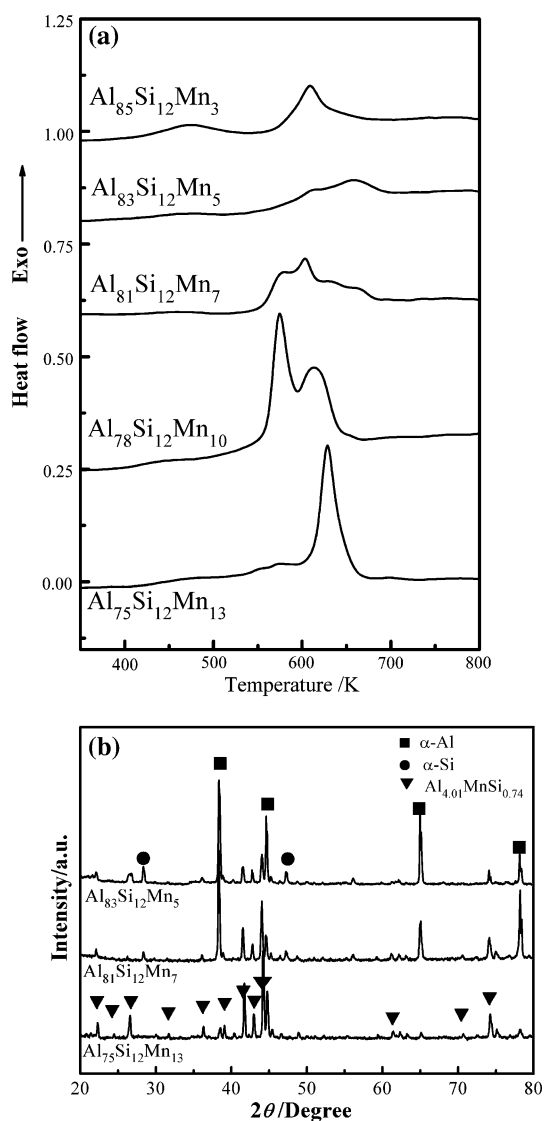 (a)
1.25
1.00
0.75
0.50
0.25
0.00
Heat flow Exo
Al₈₅Si₁₂Mn₃
Al₈₃Si₁₂Mn₅
Al₈₁Si₁₂Mn₇
Al₇₈Si₁₂Mn₁₀
Al₇₅Si₁₂Mn₁₃
400 500 600 700 800
Temperature /K
(b)
α-Al
α-Si
Al₄.₀₁MnSi₀.₇₄
Intensity/a.u.
Al₈₃Si₁₂Mn₅
Al₈₁Si₁₂Mn₇
Al₇₅Si₁₂Mn₁₃
20 30 40 50 60 70 80
2θ /Degree